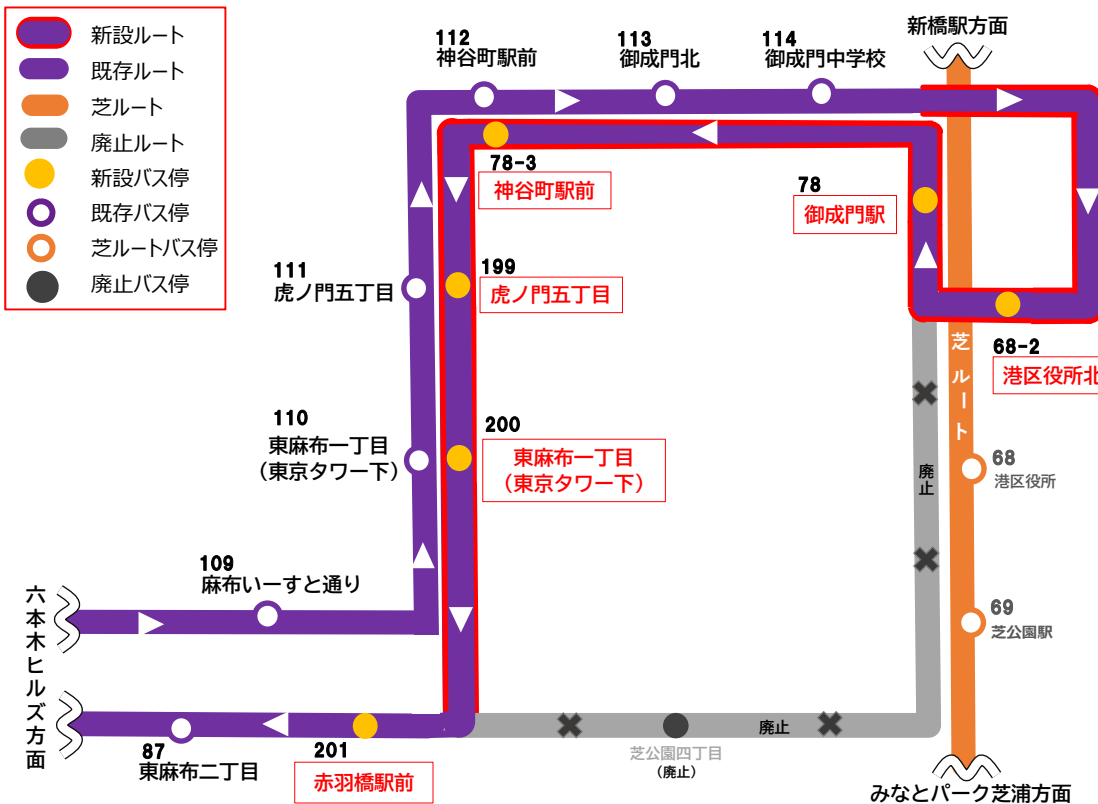 新設ルート
既存ルート
芝ルート
廃止ルート
新設バス停
既存バス停
芝ルートバス停
廃止バス停
新橋駅方面
112
神谷町駅前
113
御成門北
114
御成門中学校
78-3
神谷町駅前
78
御成門駅
111
虎ノ門五丁目
199
虎ノ門五丁目
68-2
港区役所北
芝ルート
110
東麻布一丁目
(東京タワー下)
200
東麻布一丁目
(東京タワー下)
廃止
68
港区役所
109
麻布いーすと通り
69
芝公園駅
六本木ヒルズ方面
87
東麻布二丁目
201
赤羽橋駅前
廃止
芝公園四丁目
(廃止)
みなとパーク芝浦方面